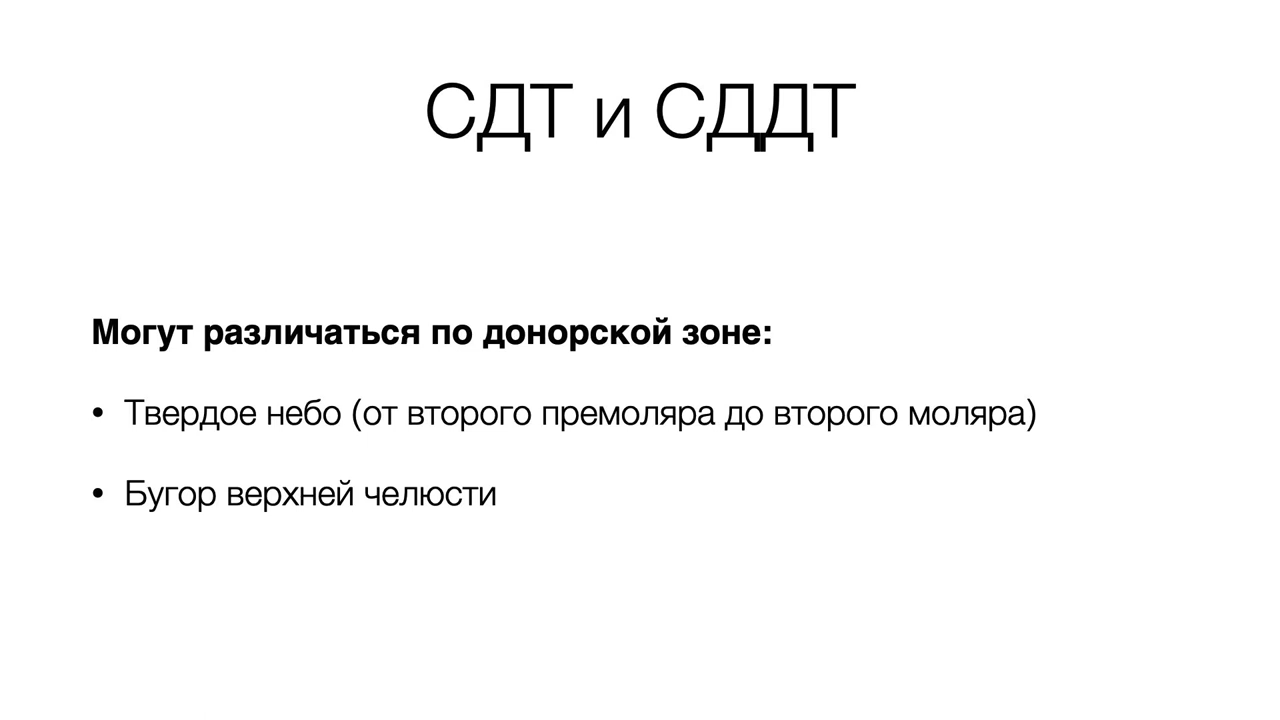 СДТ и СДДТ
Могут различаться по донорской зоне:
• Твердое небо (от второго премоляра до второго моляра)
• Бугор верхней челюсти